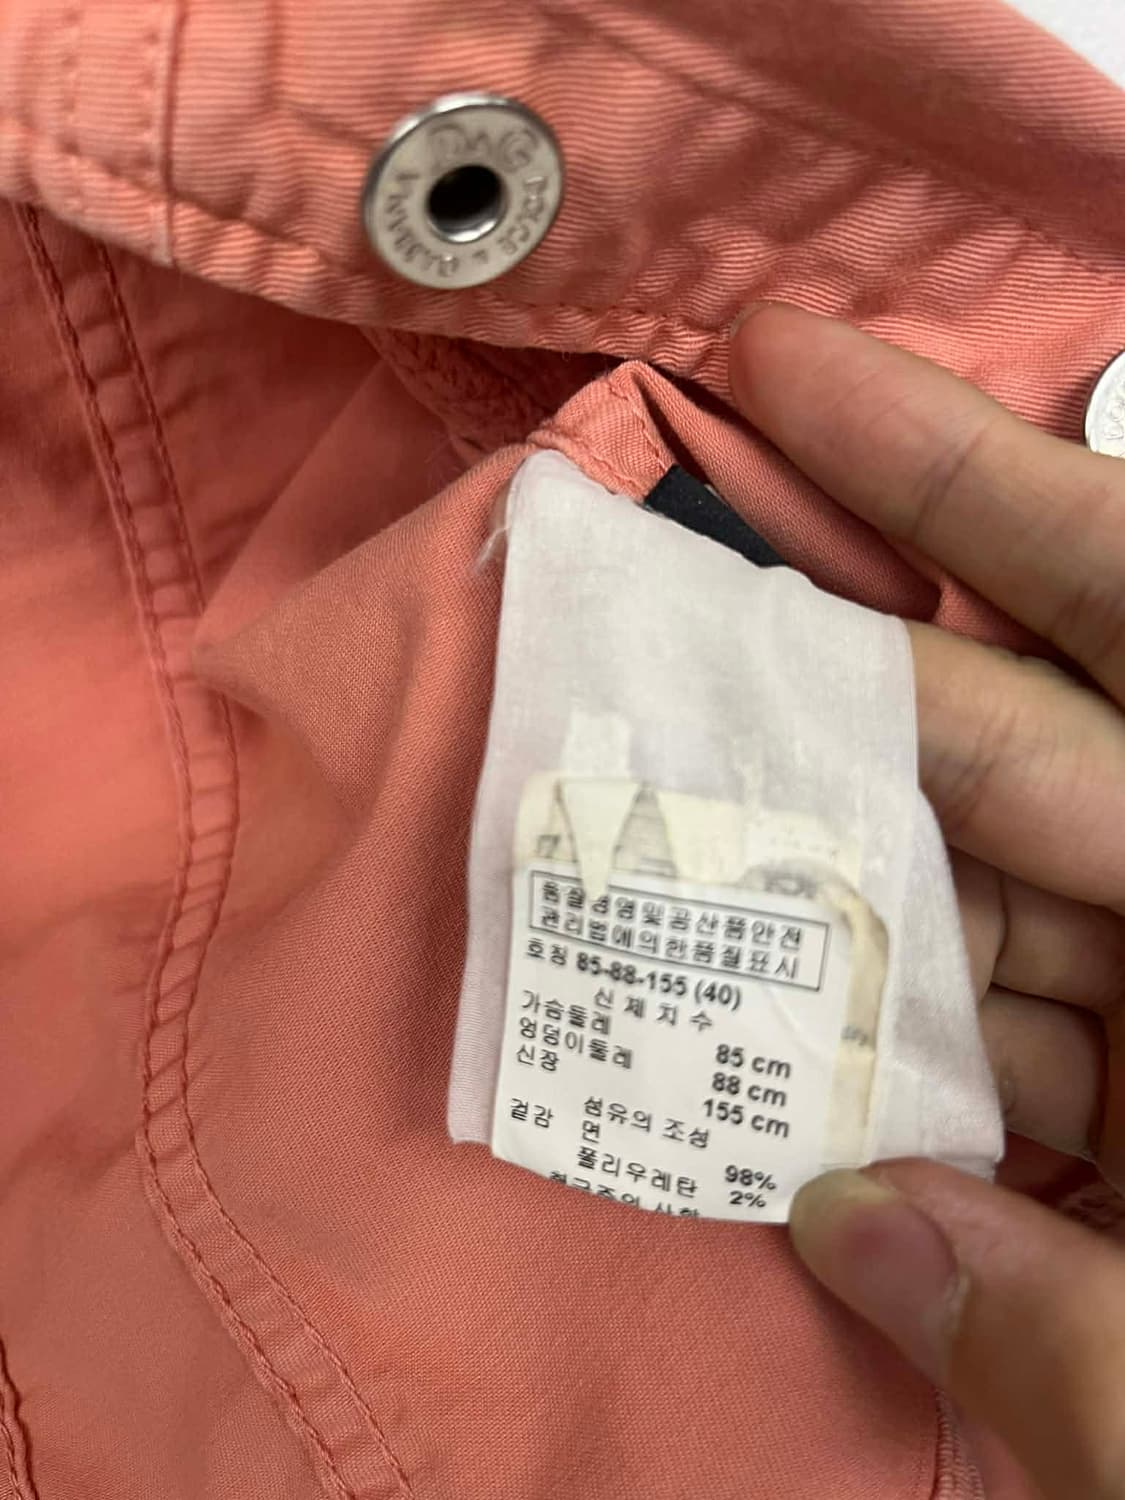 D&G
DOLCE & GABBANA
품질경영및공산품안전
관리법에의한품질표시
호칭 85-88-155 (40)
신체치수
가슴둘레 85 cm
엉덩이둘레 88 cm
신장 155 cm
섬유의 조성
겉감 면 98%
폴리우레탄 2%